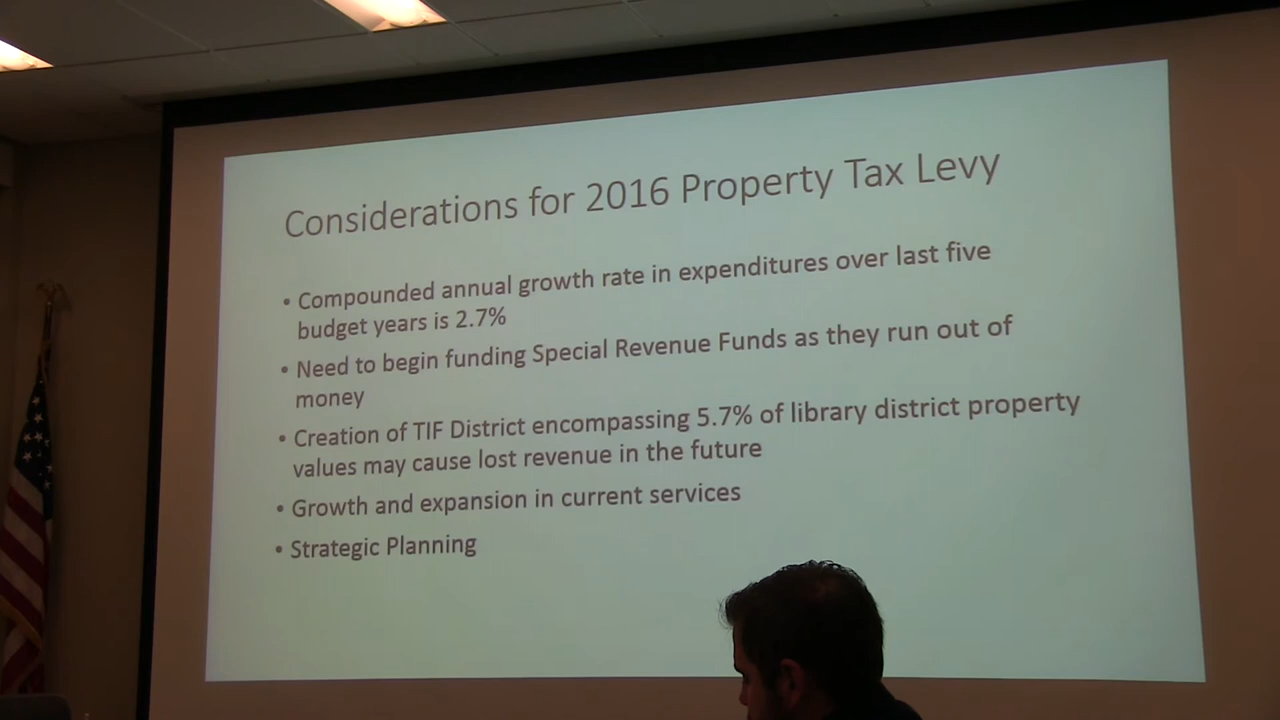 Considerations for 2016 Property Tax Levy
• Compounded annual growth rate in expenditures over last five
budget years is 2.7%
• Need to begin funding Special Revenue Funds as they run out of
money
• Creation of TIF District encompassing 5.7% of library district property
values may cause lost revenue in the future
• Growth and expansion in current services
• Strategic Planning